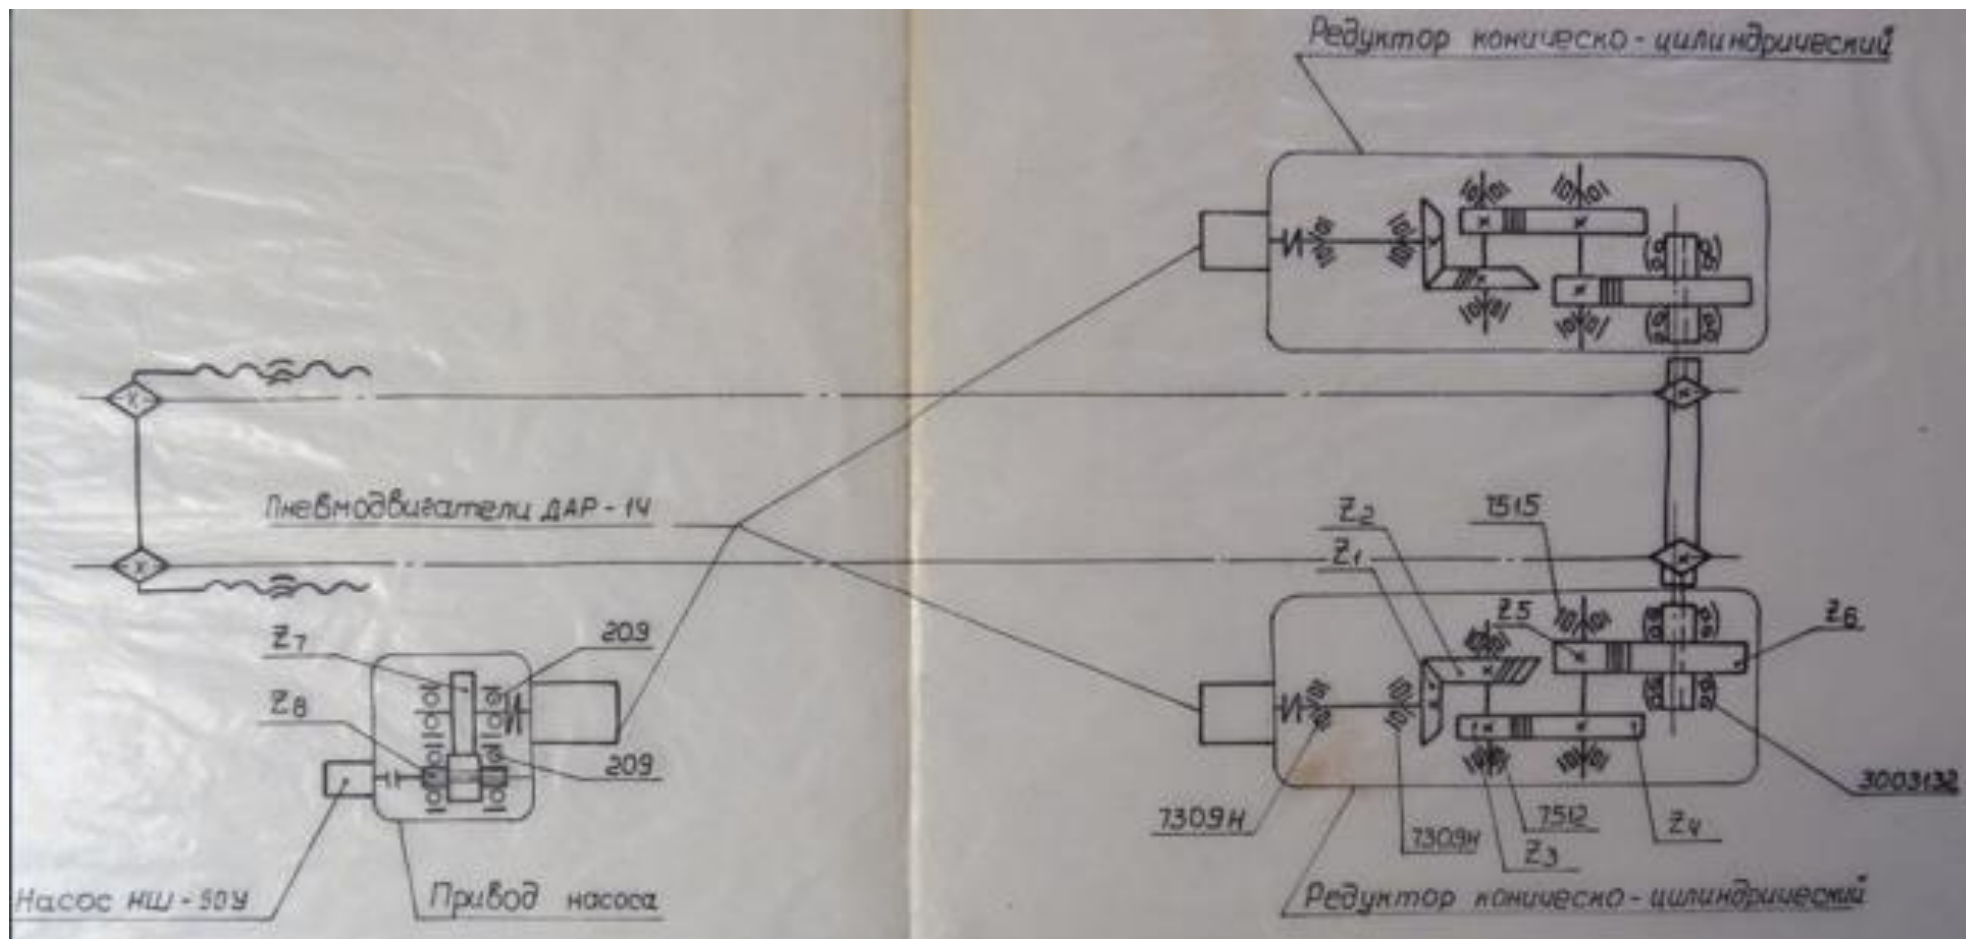 Редуктор коническо-цилиндрический
Пневмодвигатели ДАР-14
Z2
7515
Z1
Z5
Z6
Z7
209
Z8
209
3003132
7309Н
7309Н
7512
Z4
Z3
Насос НШ-50У
Привод насоса
Редуктор коническо-цилиндрический